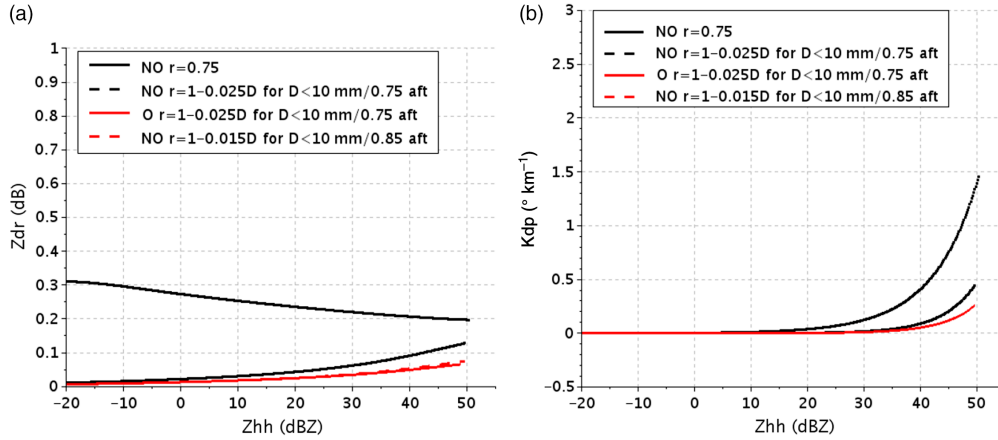 (a)
NO r=0.75
NO r=1−0.025D for D<10 mm/0.75 aft
O r=1−0.025D for D<10 mm/0.75 aft
NO r=1−0.015D for D<10 mm/0.85 aft
1
0.9
0.8
0.7
0.6
0.5
0.4
0.3
0.2
0.1
0
Zdr (dB)
−20 −10 0 10 20 30 40 50
Zhh (dBZ)
(b)
NO r=0.75
NO r=1−0.025D for D<10 mm/0.75 aft
O r=1−0.025D for D<10 mm/0.75 aft
NO r=1−0.015D for D<10 mm/0.85 aft
3
2.5
2
1.5
1
0.5
0
−0.5
Kdp (° km⁻¹)
−20 −10 0 10 20 30 40 50
Zhh (dBZ)